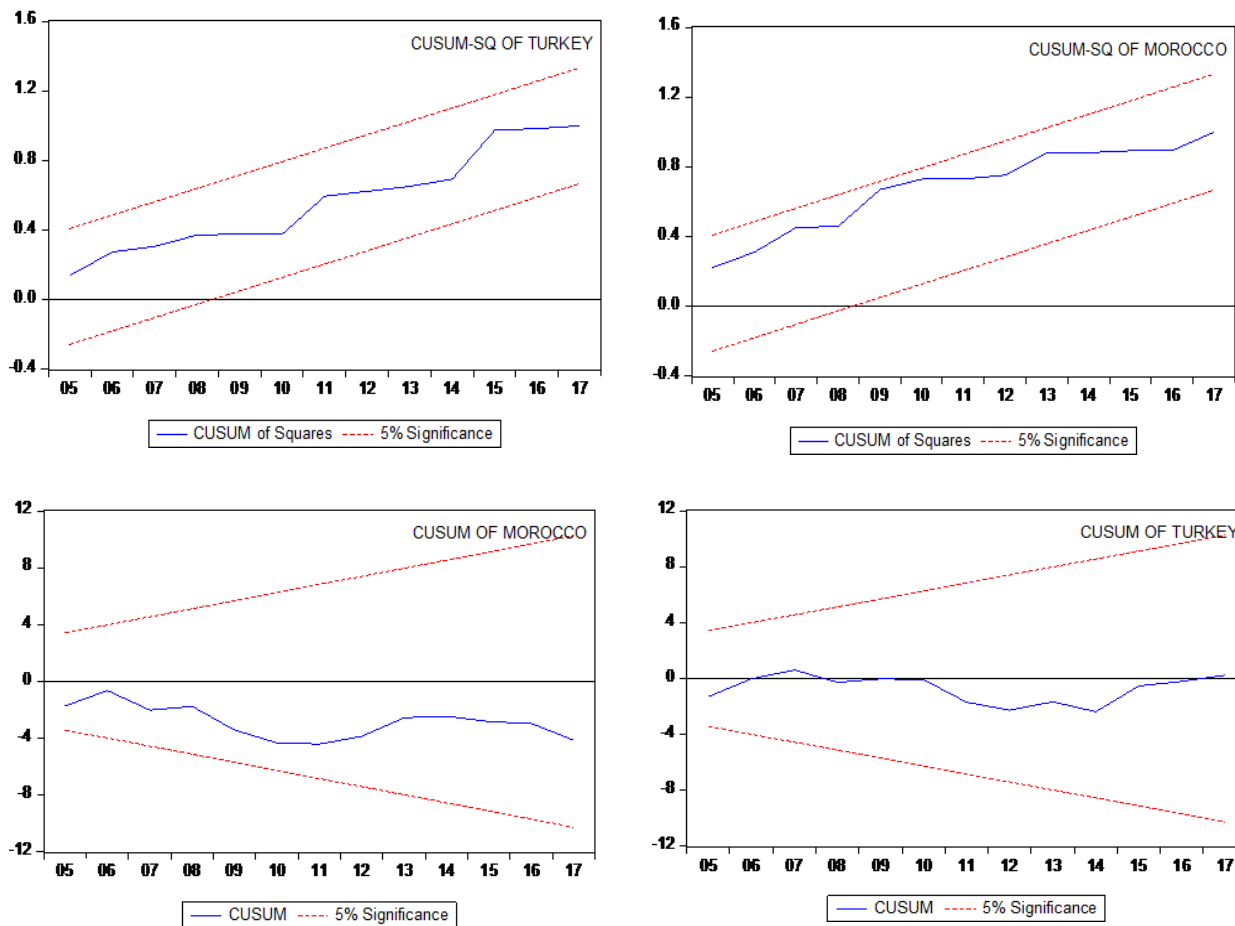 CUSUM-SQ OF TURKEY
1.6
1.2
0.8
0.4
0.0
-0.4
05 06 07 08 09 10 11 12 13 14 15 16 17
CUSUM of Squares 5% Significance
CUSUM-SQ OF MOROCCO
1.6
1.2
0.8
0.4
0.0
-0.4
05 06 07 08 09 10 11 12 13 14 15 16 17
CUSUM of Squares 5% Significance
CUSUM OF MOROCCO
12
8
4
0
-4
-8
-12
05 06 07 08 09 10 11 12 13 14 15 16 17
CUSUM 5% Significance
CUSUM OF TURKEY
12
8
4
0
-4
-8
-12
05 06 07 08 09 10 11 12 13 14 15 16 17
CUSUM 5% Significance